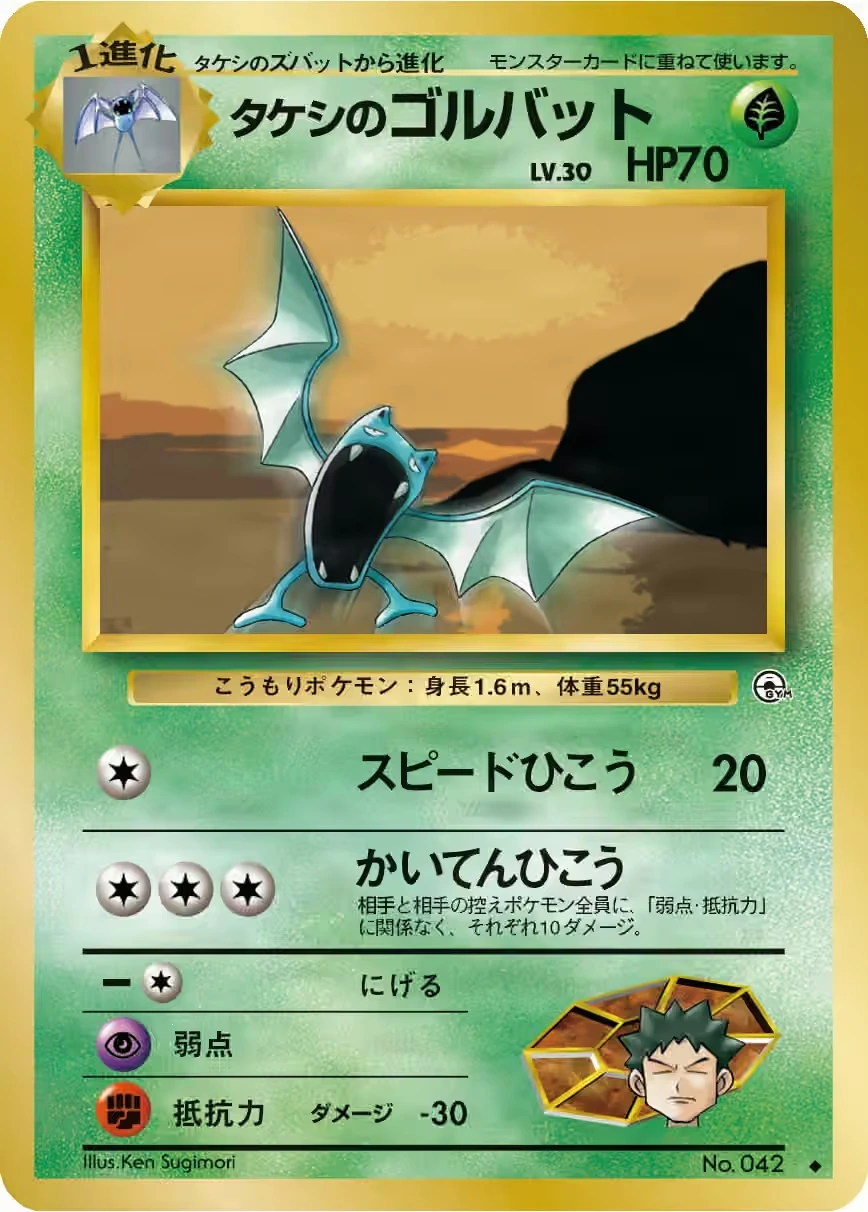 1進化
タケシのズバットから進化
モンスターカードに重ねて使います。
タケシのゴルバット
LV.30 HP70
こうもりポケモン：身長1.6m、体重55kg
GYM
スピードひこう 20
かいてんひこう
相手と相手の控えポケモン全員に、「弱点·抵抗力」
に関係なく、それぞれ10ダメージ。
にげる
弱点
抵抗力 ダメージ -30
Illus.Ken Sugimori
No. 042